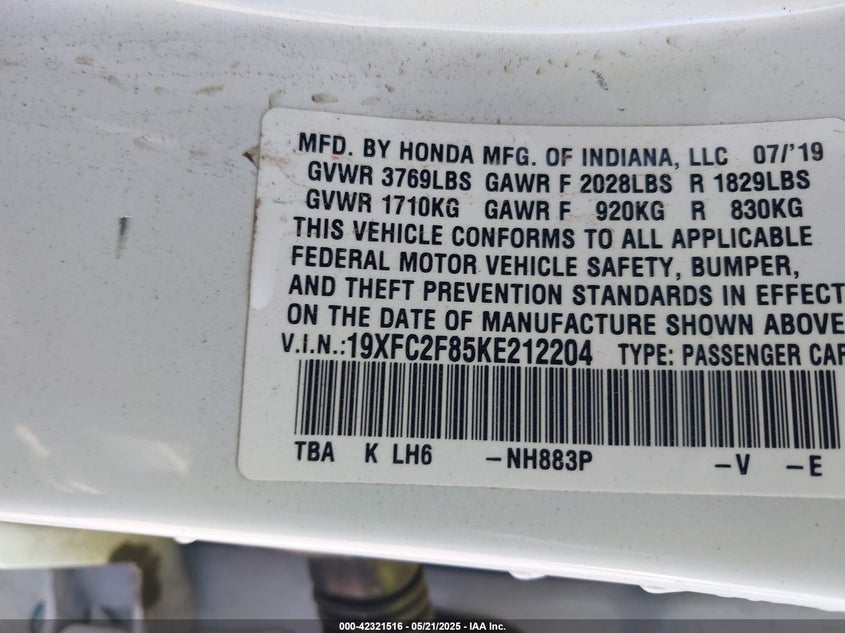 MFD. BY HONDA MFG. OF INDIANA, LLC 07/'19
GVWR 3769LBS GAWR F 2028LBS R 1829LBS
GVWR 1710KG GAWR F 920KG R 830KG
THIS VEHICLE CONFORMS TO ALL APPLICABLE
FEDERAL MOTOR VEHICLE SAFETY, BUMPER,
AND THEFT PREVENTION STANDARDS IN EFFECT
ON THE DATE OF MANUFACTURE SHOWN ABOVE
V.I.N.:19XFC2F85KE212204 TYPE: PASSENGER CAR
TBA K LH6 -NH883P -V -E
000-42321516 — 05/21/2025 — IAA Inc.